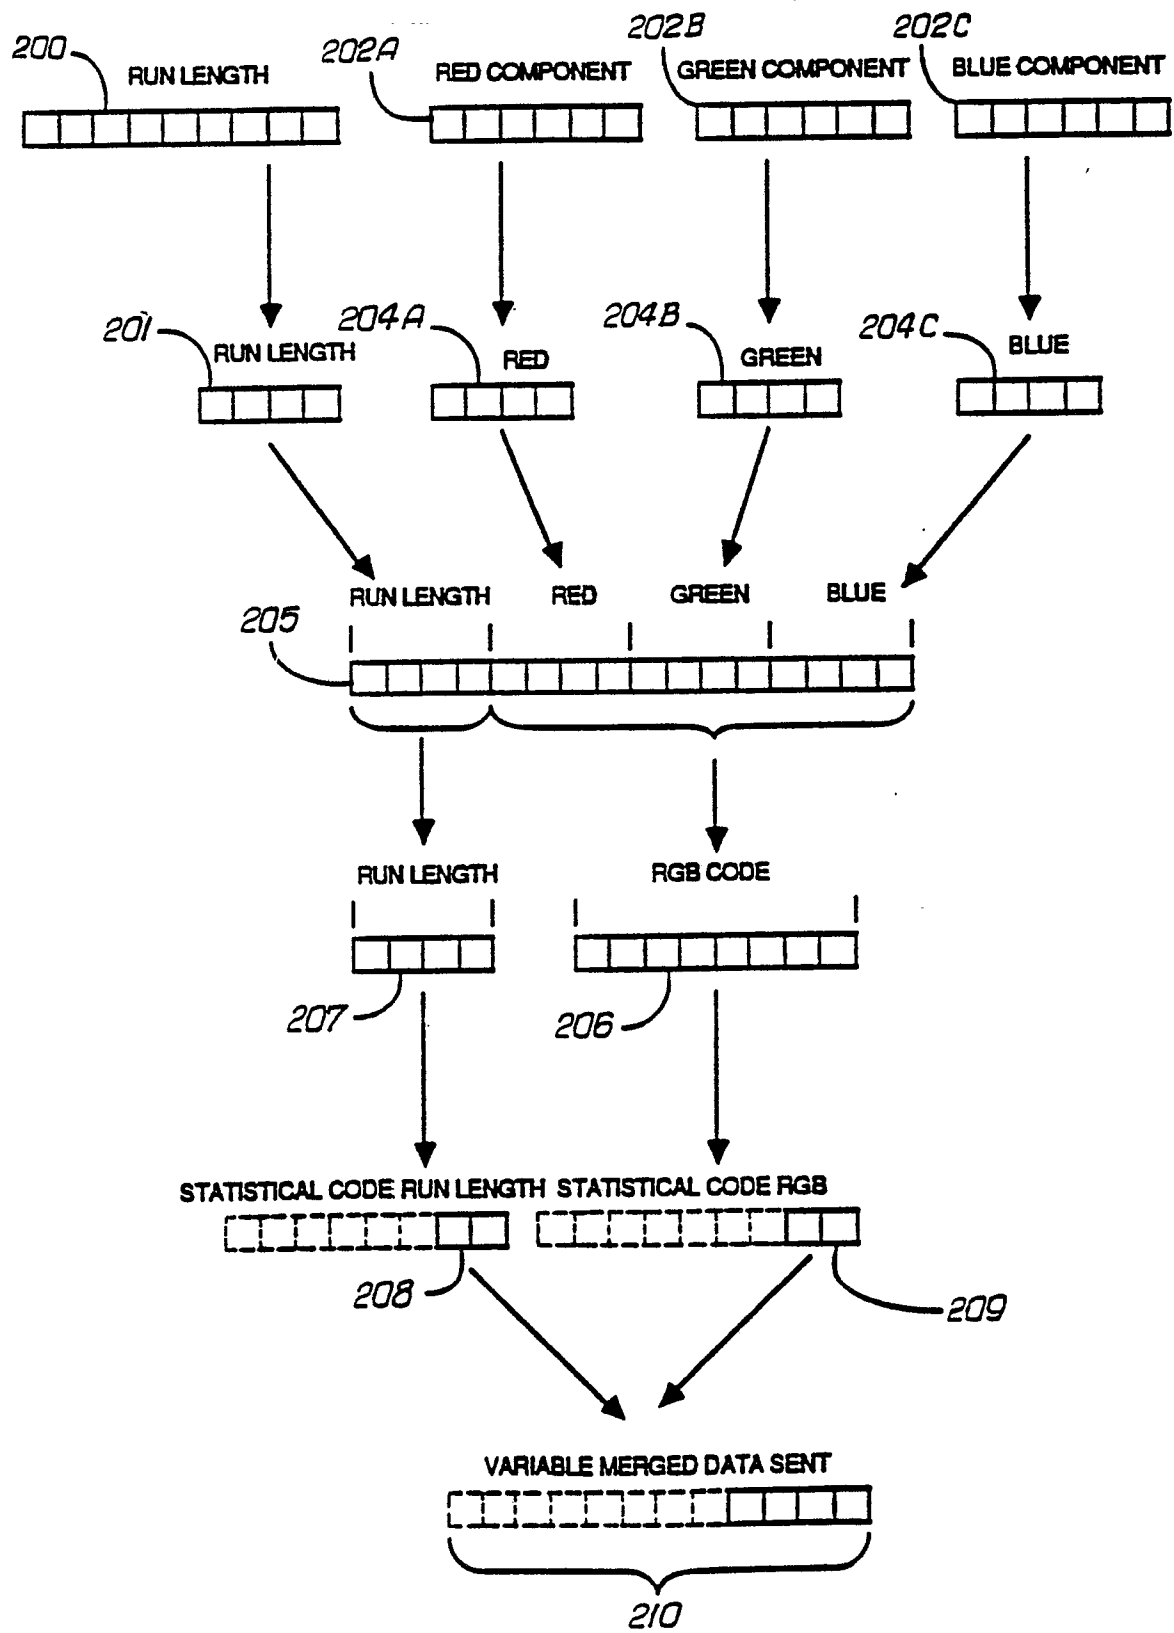 200
RUN LENGTH
202A
RED COMPONENT
202B
GREEN COMPONENT
202C
BLUE COMPONENT
201
RUN LENGTH
204A
RED
204B
GREEN
204C
BLUE
RUN LENGTH
RED
GREEN
BLUE
205
RUN LENGTH
RGB CODE
207
206
STATISTICAL CODE RUN LENGTH
STATISTICAL CODE RGB
208
209
VARIABLE MERGED DATA SENT
210